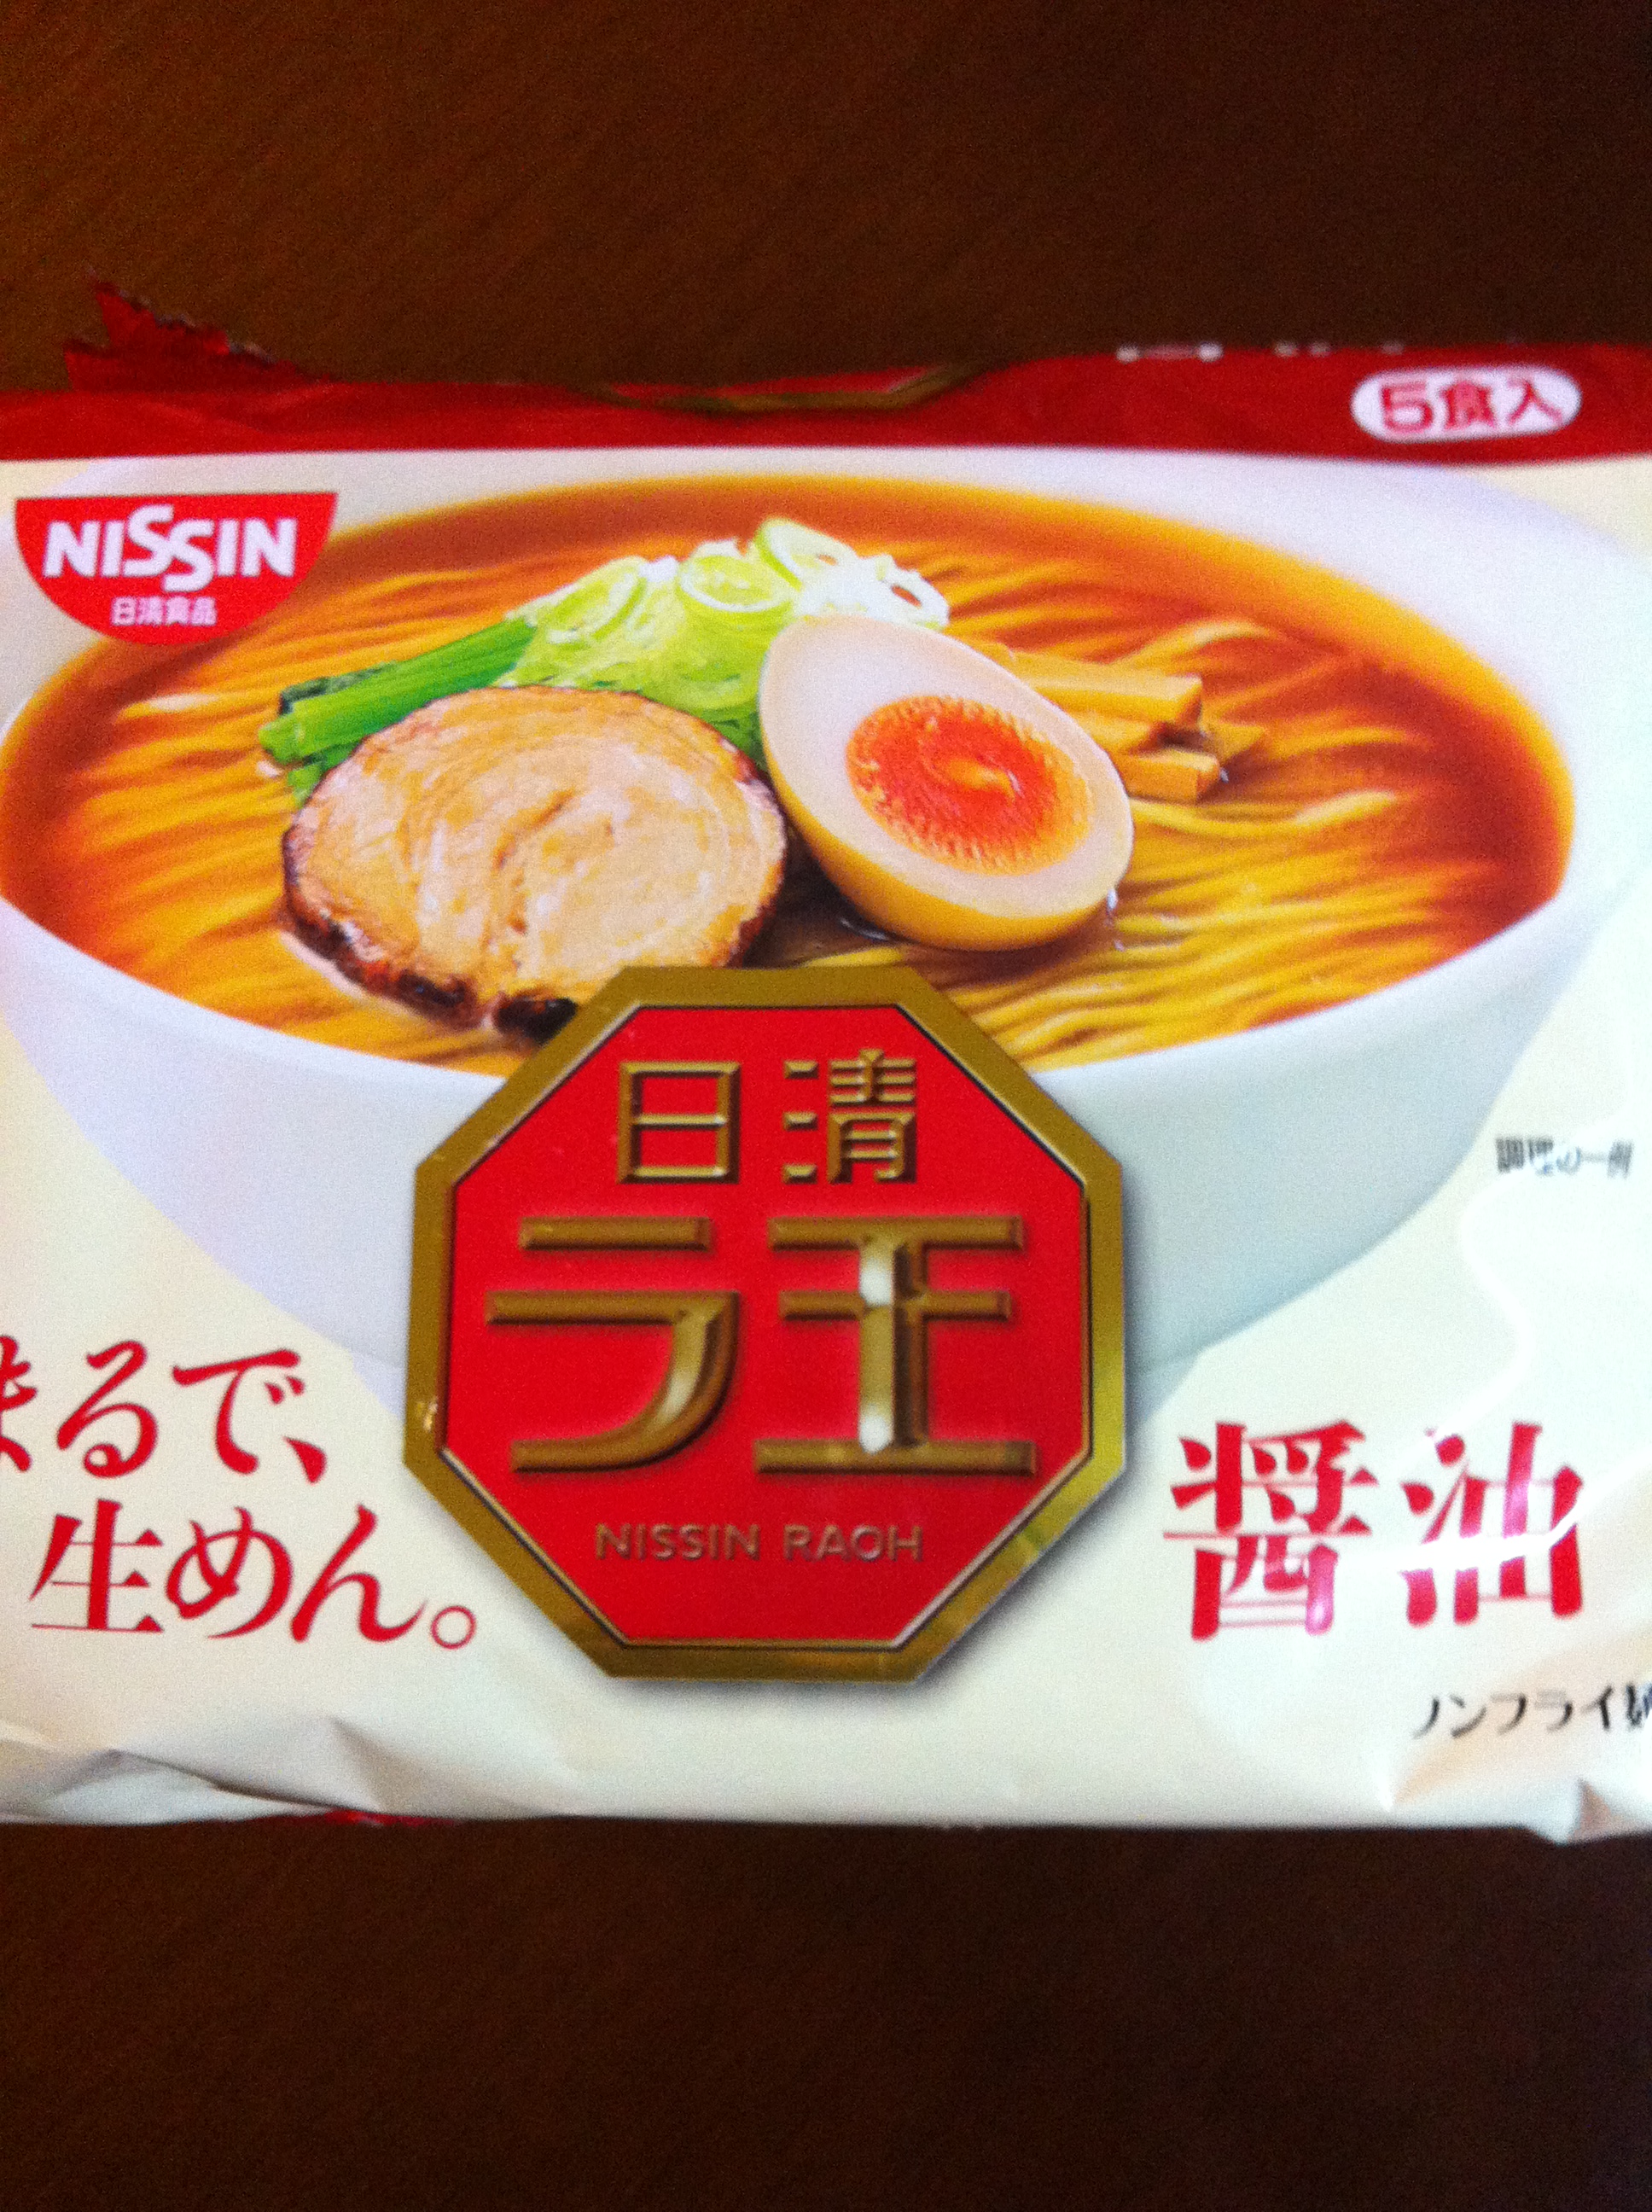 5食入
NISSIN
日清食品
日清
ラ王
NISSIN RAOH
調理の一例
まるで、
生めん。
醤油
ノンフライ麺